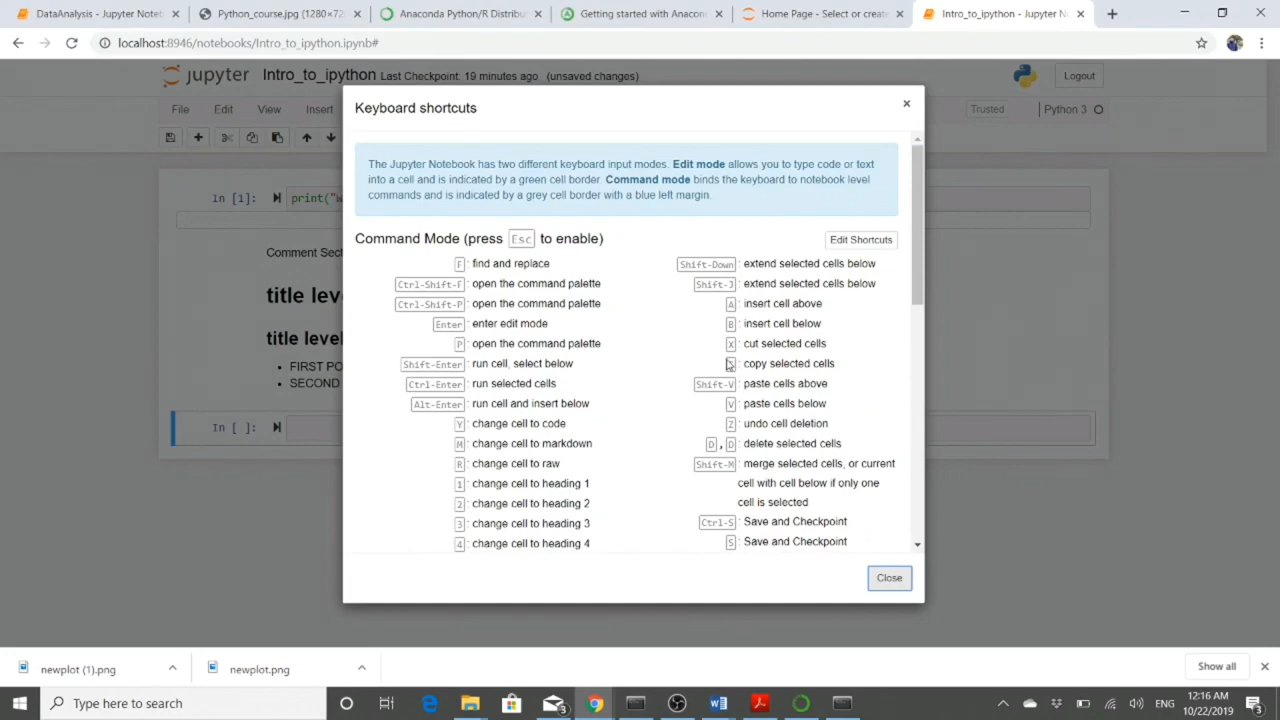 DataAnalysis - Jupyter Noteb
Python_course.jpg (1280×72
Anaconda Python/R Distribu
Getting started with Anacon
Home Page - Select or create
Intro_to_ipython - Jupyter No
localhost:8946/notebooks/Intro_to_ipython.ipynb#
jupyter Intro_to_ipython Last Checkpoint: 19 minutes ago (unsaved changes)
Logout
File Edit View Insert
Trusted
Python 3
Keyboard shortcuts
×
The Jupyter Notebook has two different keyboard input modes. Edit mode allows you to type code or text
into a cell and is indicated by a green cell border. Command mode binds the keyboard to notebook level
commands and is indicated by a grey cell border with a blue left margin.
Command Mode (press Esc to enable)
Edit Shortcuts
F : find and replace
Ctrl-Shift-F : open the command palette
Ctrl-Shift-P : open the command palette
Enter : enter edit mode
P : open the command palette
Shift-Enter : run cell, select below
Ctrl-Enter : run selected cells
Alt-Enter : run cell and insert below
Y : change cell to code
M : change cell to markdown
R : change cell to raw
1 : change cell to heading 1
2 : change cell to heading 2
3 : change cell to heading 3
4 : change cell to heading 4
Shift-Down : extend selected cells below
Shift-J : extend selected cells below
A : insert cell above
B : insert cell below
X : cut selected cells
: copy selected cells
Shift-V : paste cells above
V : paste cells below
Z : undo cell deletion
D , D : delete selected cells
Shift-M : merge selected cells, or current
cell with cell below if only one
cell is selected
Ctrl-S : Save and Checkpoint
S : Save and Checkpoint
Close
In [1]: print("W
Comment Sec
title leve
title level
• FIRST PO
• SECOND
In [ ]:
newplot (1).png
newplot.png
Show all
Type here to search
3
ENG
12:16 AM
10/22/2019
3